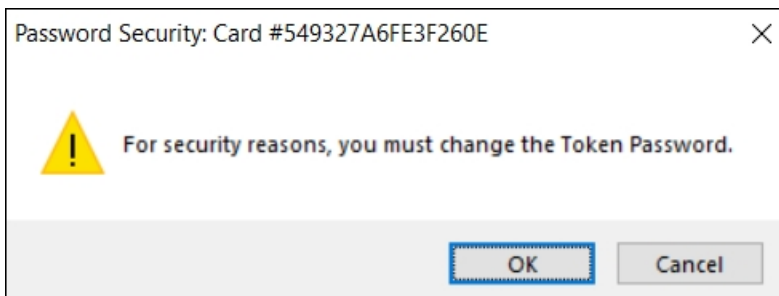 Password Security: Card #549327A6FE3F260E
For security reasons, you must change the Token Password.
OK
Cancel